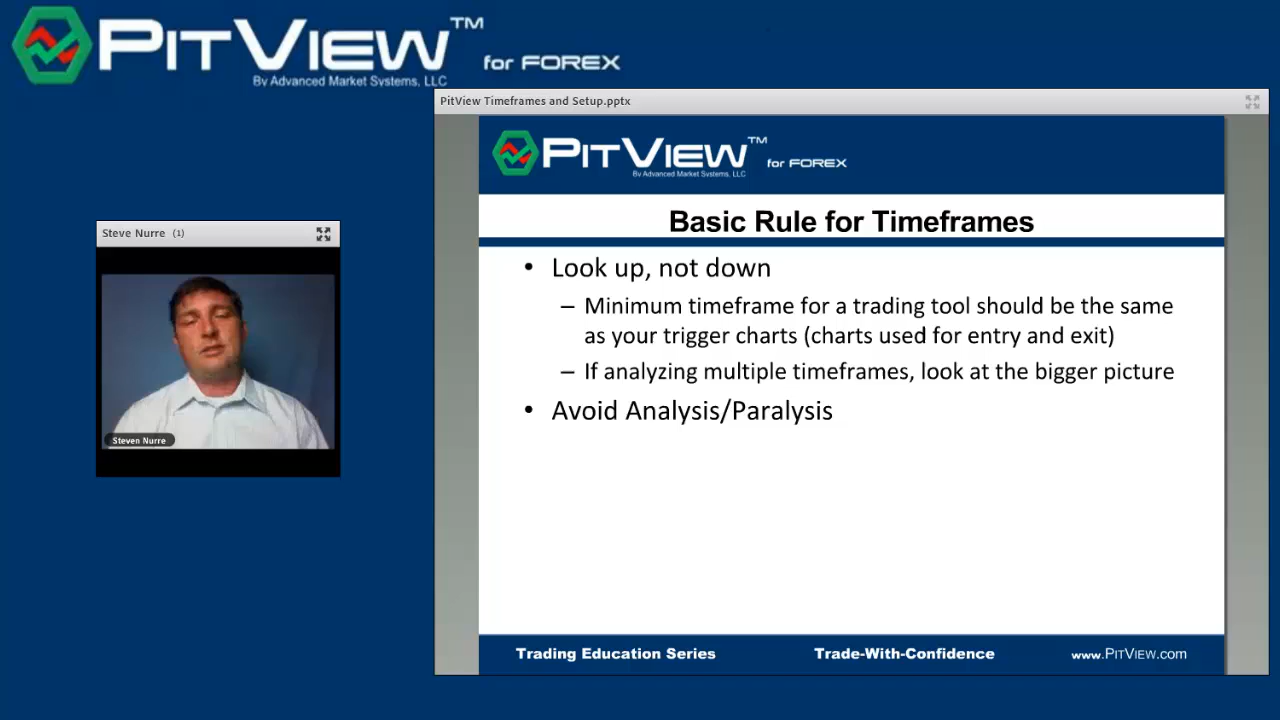 PITVIEW™ for FOREX
By Advanced Market Systems, LLC
PitView Timeframes and Setup.pptx
PITVIEW™ for FOREX
By Advanced Market Systems, LLC
Basic Rule for Timeframes
Steve Nurre (1)
• Look up, not down
– Minimum timeframe for a trading tool should be the same
as your trigger charts (charts used for entry and exit)
– If analyzing multiple timeframes, look at the bigger picture
• Avoid Analysis/Paralysis
Steven Nurre
Trading Education Series Trade-With-Confidence www.PITVIEW.com